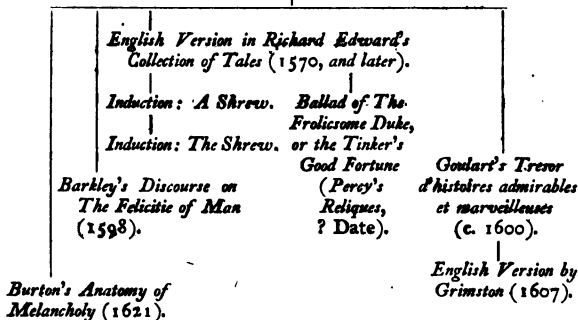 English Version in Richard Edward's
Collection of Tales (1570, and later).
Induction: A Shrew.
Induction: The Shrew.
Ballad of The
Frolicsome Duke,
or the Tinker's
Good Fortune
(Percy's
Reliques,
? Date).
Barkley's Discourse on
The Felicitie of Man
(1598).
Goulart's Tresor
d'histoires admirables
et marveilleuses
(c. 1600).
English Version by
Grimston (1607).
Burton's Anatomy of
Melancholy (1621).